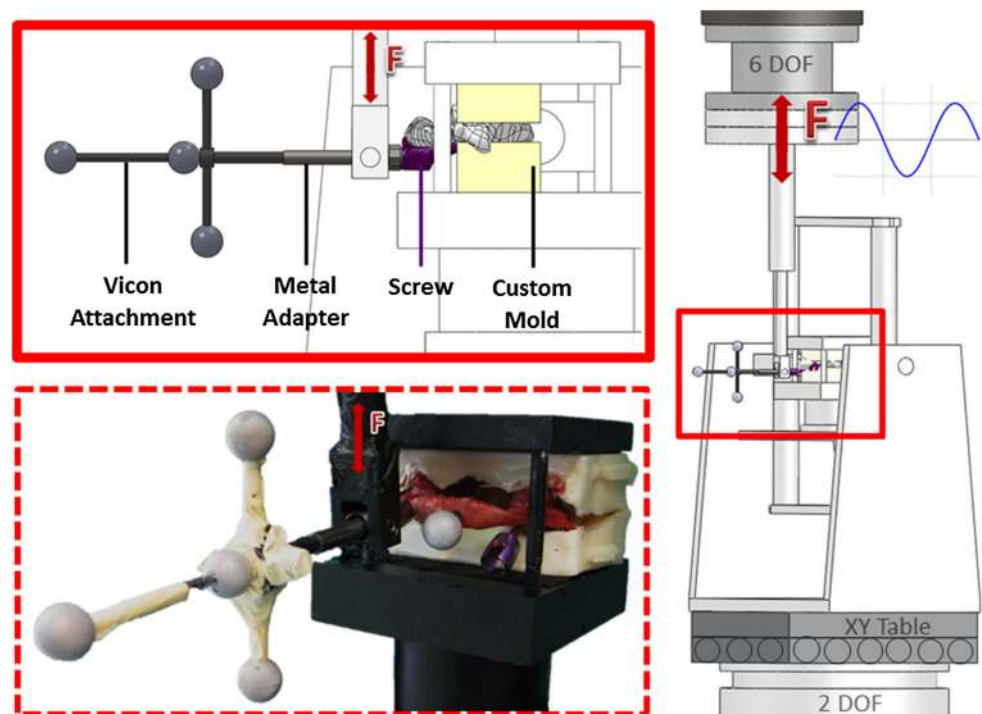 F
Vicon
Attachment
Metal
Adapter
Screw
Custom
Mold
F
6 DOF
F
XY Table
2 DOF